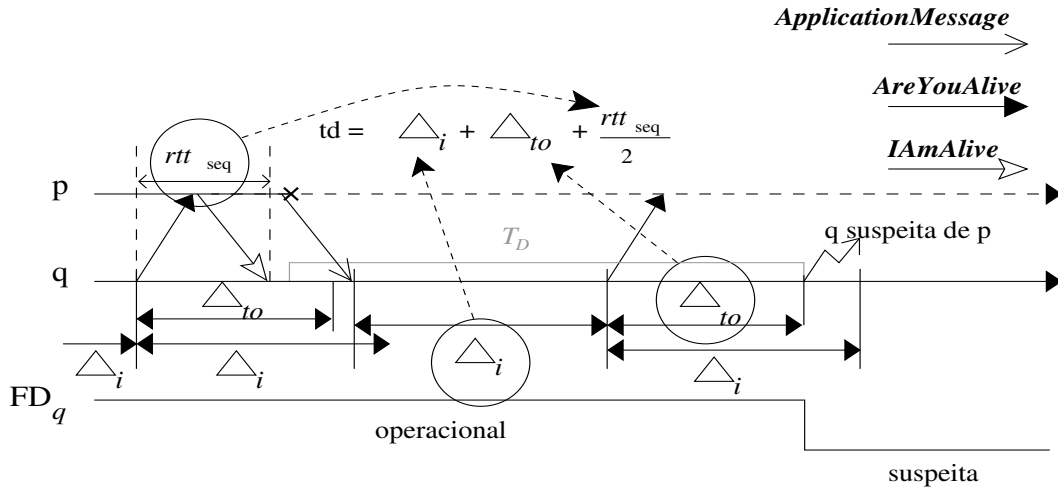 ApplicationMessage
AreYouAlive
IAmAlive
td = △i + △to + rtt seq / 2
rtt seq
p
T_D
q suspeita de p
q
△to
△to
△i
△i
△i
△i
FD_q
operacional
suspeita